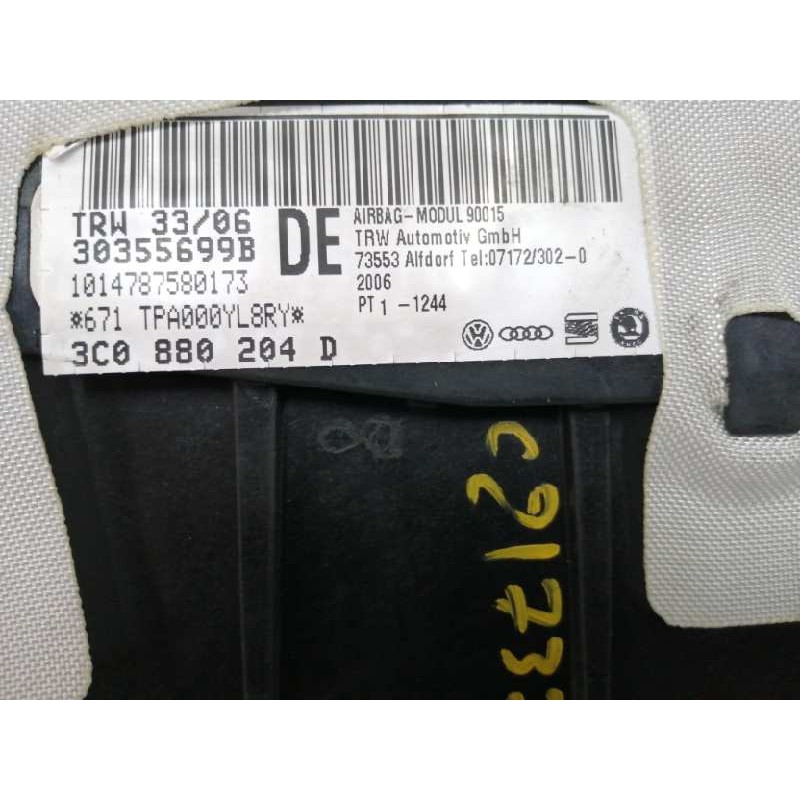 TRW 33/06
30355699B
1014787580173
*671 TPA000YL8RY*
3C0 880 204 D
DE
AIRBAG-MODUL 90015
TRW Automotiv GmbH
73553 Alfdorf Tel:07172/302-0
2006
PT 1 -1244